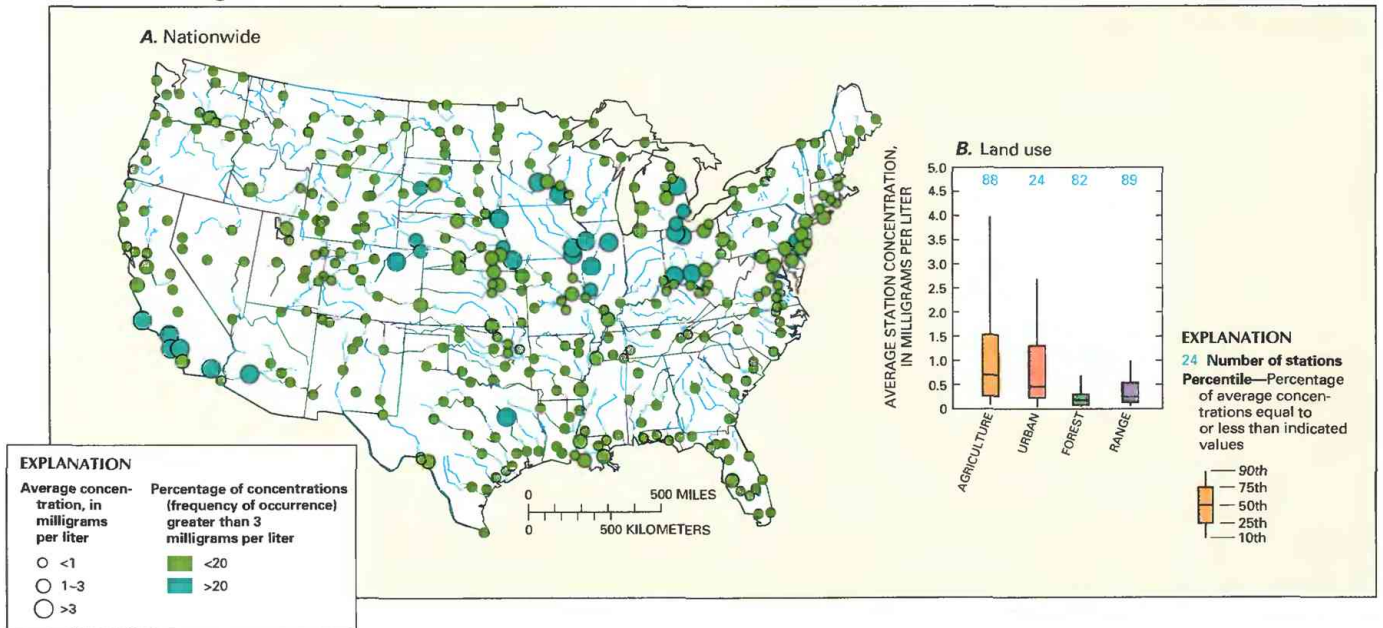 A. Nationwide
500 MILES
0
0
500 KILOMETERS
EXPLANATION
Average concen-
tration, in
milligrams
per liter
<1
1–3
>3
Percentage of concentrations
(frequency of occurrence)
greater than 3
milligrams per liter
<20
>20
B. Land use
AVERAGE STATION CONCENTRATION,
IN MILLIGRAMS PER LITER
5.0
4.5
4.0
3.5
3.0
2.5
2.0
1.5
1.0
0.5
0
88 24 82 89
AGRICULTURE
URBAN
FOREST
RANGE
EXPLANATION
24 Number of stations
Percentile—Percentage
of average concen-
trations equal to
or less than indicated
values
90th
75th
50th
25th
10th